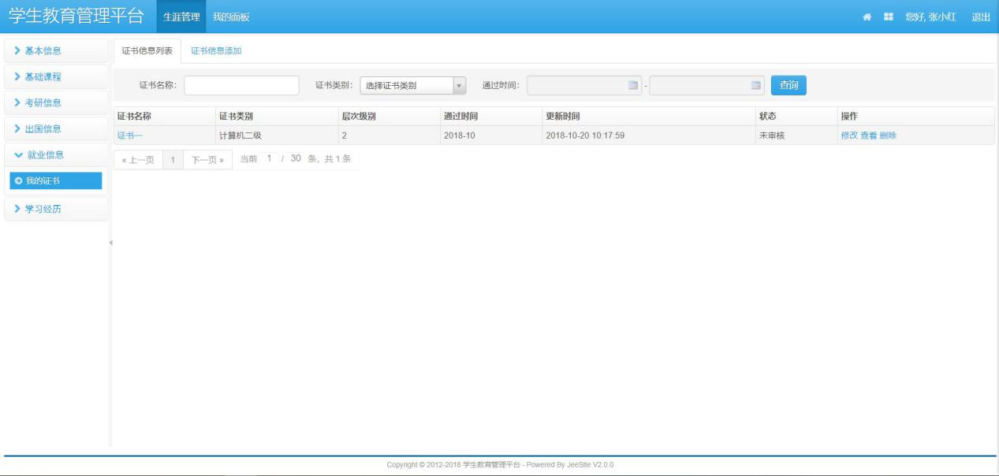 学生教育管理平台 生涯管理 我的面板 您好, 张小红 退出
基本信息
基础课程
考研信息
出国信息
就业信息
我的证书
学习经历
证书信息列表 证书信息添加
证书名称: 证书类别: 选择证书类别 通过时间: - 查询
证书名称 证书类别 层次级别 通过时间 更新时间 状态 操作
证书一 计算机二级 2 2018-10 2018-10-20 10:17:59 未审核 修改 查看 删除
« 上一页 1 下一页 » 当前 1 / 30 条, 共 1 条
Copyright © 2012-2018 学生教育管理平台 - Powered By JeeSite V2.0.0